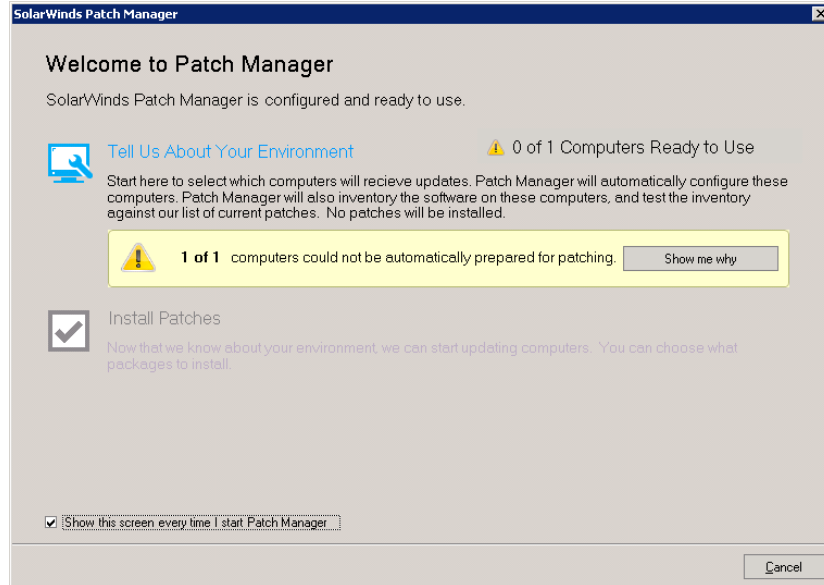 SolarWinds Patch Manager
Welcome to Patch Manager
SolarWinds Patch Manager is configured and ready to use.
Tell Us About Your Environment
0 of 1 Computers Ready to Use
Start here to select which computers will recieve updates. Patch Manager will automatically configure these
computers. Patch Manager will also inventory the software on these computers, and test the inventory
against our list of current patches. No patches will be installed.
1 of 1 computers could not be automatically prepared for patching.
Show me why
Install Patches
Now that we know about your environment, we can start updating computers. You can choose what
packages to install.
Show this screen every time I start Patch Manager
Cancel